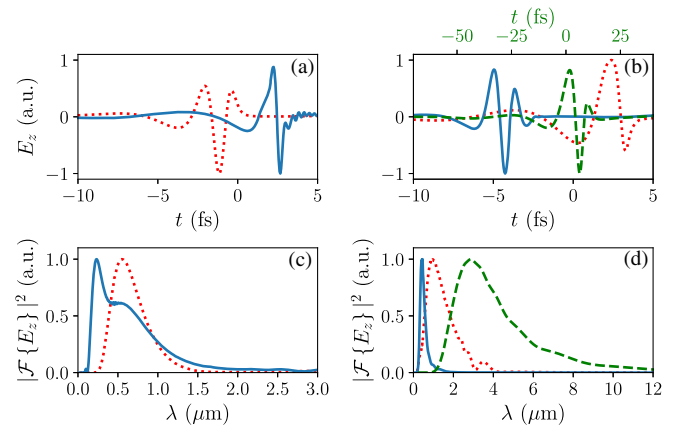 t (fs)
−50 −25 0 25
1 (a) 1 (b)
E_z (a.u.)
0 0
−1 −1
−10 −5 0 5 −10 −5 0 5
t (fs) t (fs)
|F{E_z}|² (a.u.) |F{E_z}|² (a.u.)
1.0 (c) 1.0 (d)
0.5 0.5
0.0 0.0
0.0 0.5 1.0 1.5 2.0 2.5 3.0 0 2 4 6 8 10 12
λ (μm) λ (μm)